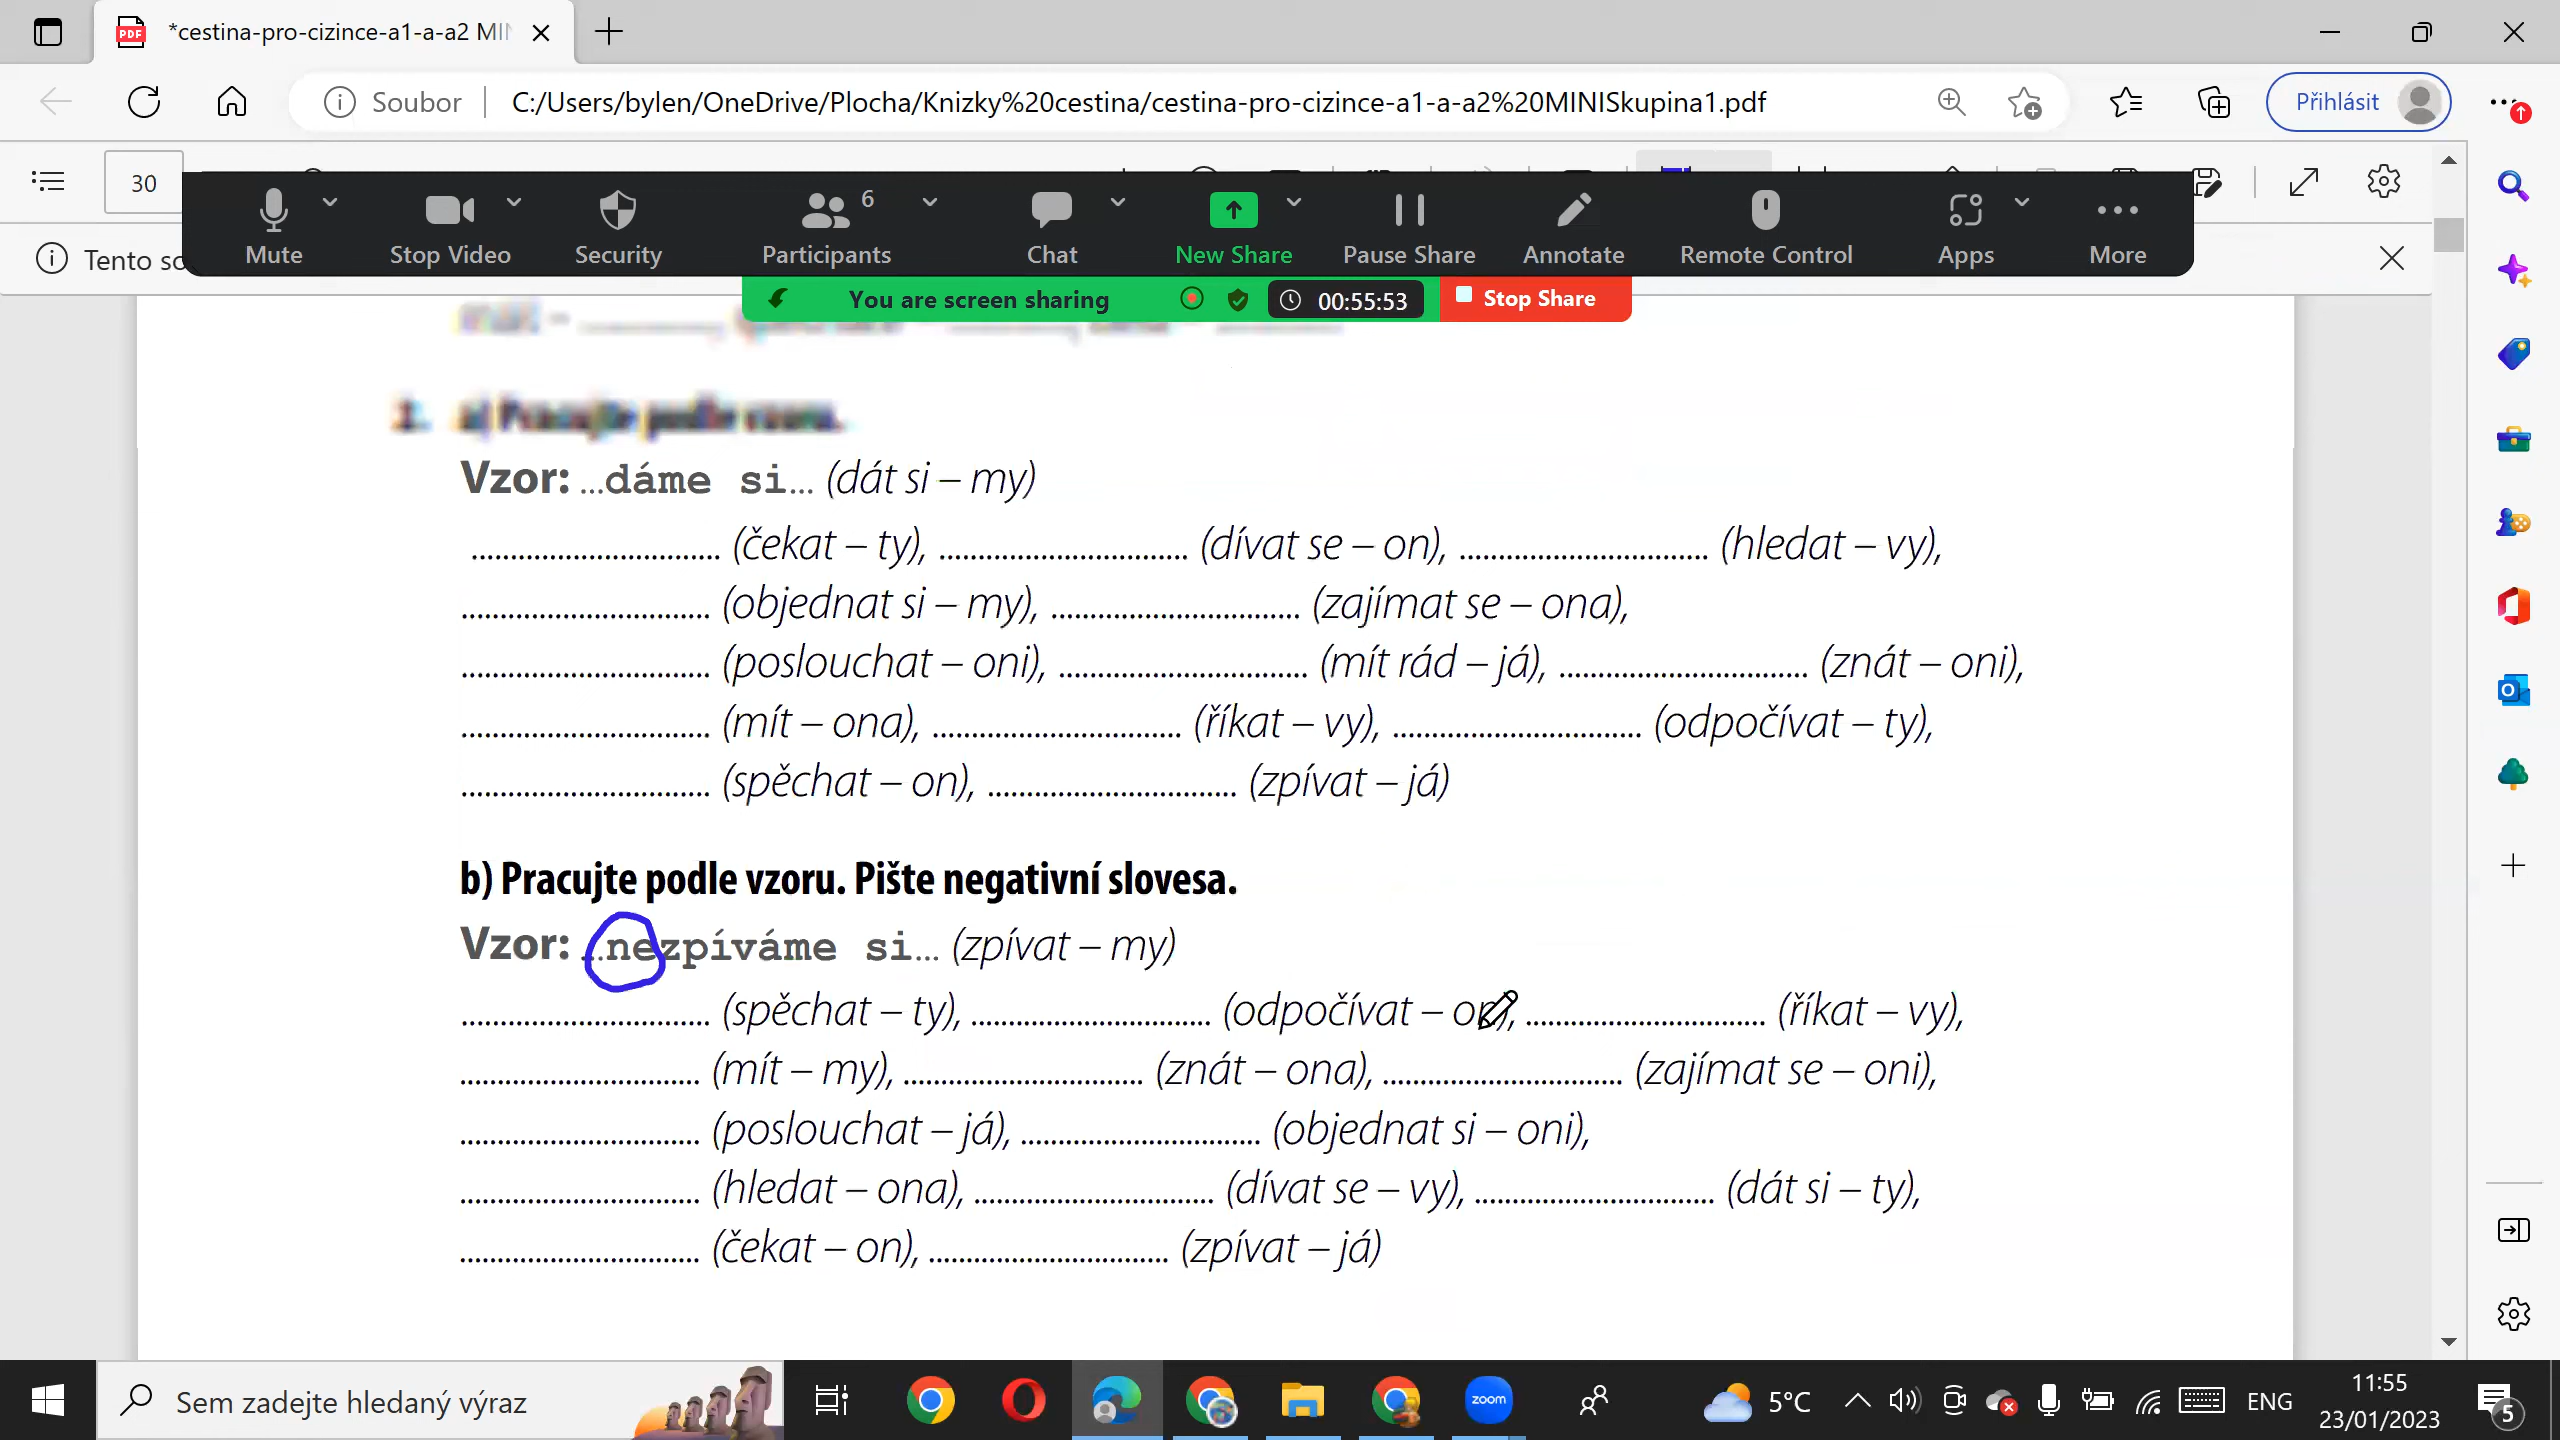 *cestina-pro-cizince-a1-a-a2 MIN
Soubor
C:/Users/bylen/OneDrive/Plocha/Knizky%20cestina/cestina-pro-cizince-a1-a-a2%20MINISkupina1.pdf
Přihlásit
30
6
Mute Stop Video Security Participants Chat New Share Pause Share Annotate Remote Control Apps More
Tento so
You are screen sharing 00:55:53 Stop Share
a) Pracujte podle vzoru.
Vzor: ...dáme si... (dát si – my)
.............................. (čekat – ty), .............................. (dívat se – on), .............................. (hledat – vy),
.............................. (objednat si – my), .............................. (zajímat se – ona),
.............................. (poslouchat – oni), .............................. (mít rád – já), .............................. (znát – oni),
.............................. (mít – ona), .............................. (říkat – vy), .............................. (odpočívat – ty),
.............................. (spěchat – on), .............................. (zpívat – já)
b) Pracujte podle vzoru. Pište negativní slovesa.
Vzor: ...nezpíváme si... (zpívat – my)
.............................. (spěchat – ty), .............................. (odpočívat – on), .............................. (říkat – vy),
.............................. (mít – my), .............................. (znát – ona), .............................. (zajímat se – oni),
.............................. (poslouchat – já), .............................. (objednat si – oni),
.............................. (hledat – ona), .............................. (dívat se – vy), .............................. (dát si – ty),
.............................. (čekat – on), .............................. (zpívat – já)
Sem zadejte hledaný výraz
zoom
5°C
ENG
11:55
23/01/2023
5